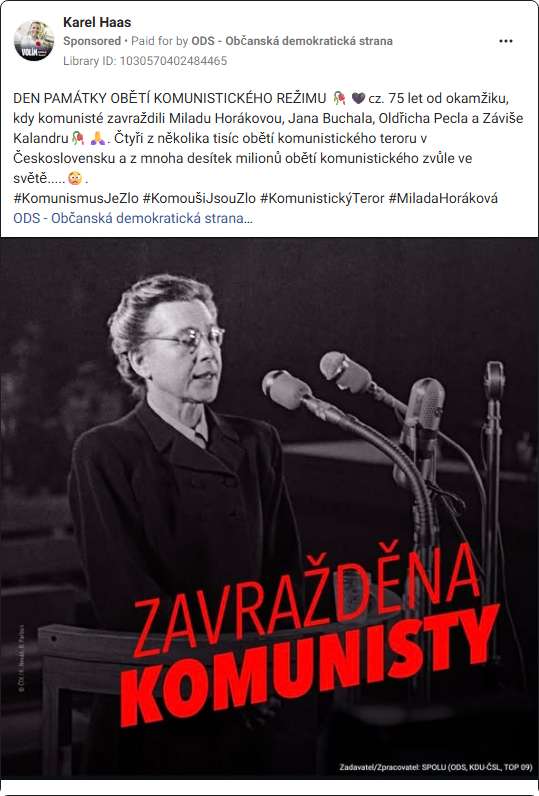 Karel Haas
Sponsored • Paid for by ODS - Občanská demokratická strana
Library ID: 1030570402484465
DEN PAMÁTKY OBĚTÍ KOMUNISTICKÉHO REŽIMU 🥀 🖤 cz. 75 let od okamžiku,
kdy komunisté zavraždili Miladu Horákovou, Jana Buchala, Oldřicha Pecla a Záviše
Kalandru🥀 🙏. Čtyři z několika tisíc obětí komunistického teroru v
Československu a z mnoha desítek milionů obětí komunistického zvůle ve
světě.....😳.
#KomunismusJeZlo #KomoušiJsouZlo #KomunistickýTeror #MiladaHoráková
ODS - Občanská demokratická strana…
VOLÍM
ZAVRAŽDĚNA
KOMUNISTY
Zadavatel/Zpracovatel: SPOLU (ODS, KDU-ČSL, TOP 09)